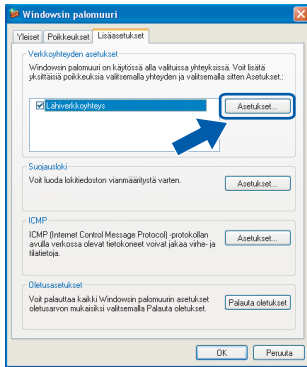 Windowsin palomuuri
Yleiset Poikkeukset Lisäasetukset
Verkkoyhteyden asetukset
Windowsin palomuuri on käytössä alla valituissa yhteyksissä. Voit lisätä
yksittäisiä poikkeuksia valitsemalla yhteyden ja valitsemalla sitten Asetukset.:
Lähiverkkoyhteys
Asetukset...
Suojausloki
Voit luoda lokitiedoston vianmääritystä varten.
Asetukset...
ICMP
ICMP (Internet Control Message Protocol) -protokollan
avulla verkossa olevat tietokoneet voivat jakaa virhe- ja
tilatietoja.
Asetukset...
Oletusasetukset
Voit palauttaa kaikki Windowsin palomuurin asetukset
oletusarvon mukaisiksi valitsemalla Palauta oletukset.
Palauta oletukset
OK Peruuta